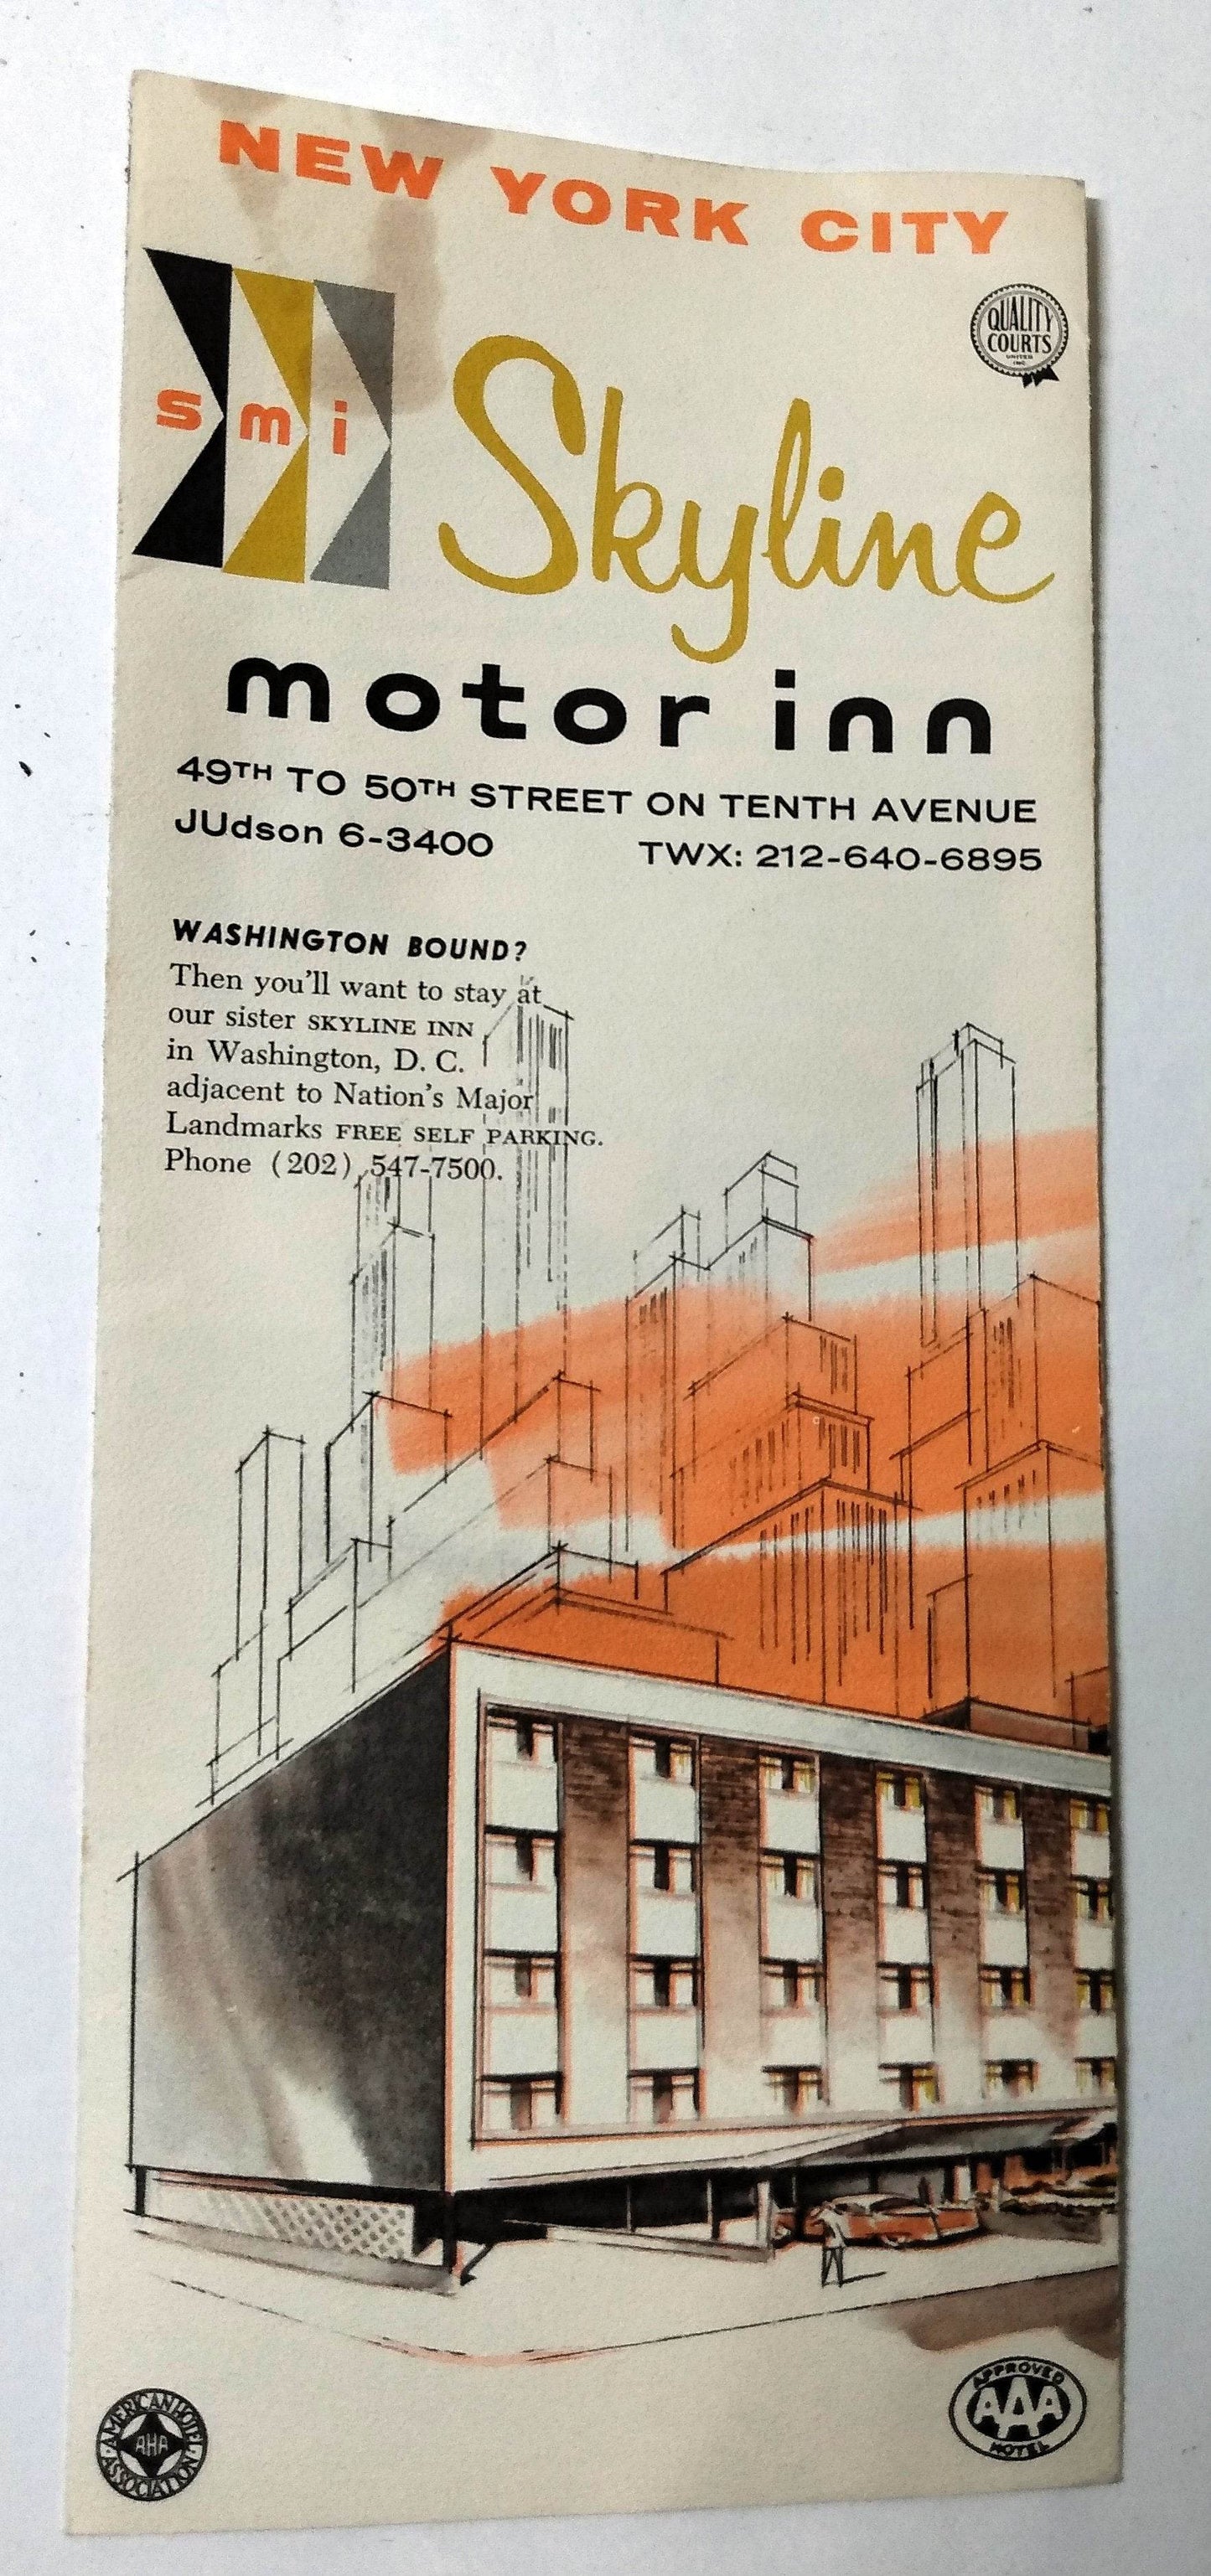 NEW YORK CITY
QUALITY
COURTS
UNITED
INC.
s m i
Skyline
motor inn
49TH TO 50TH STREET ON TENTH AVENUE
JUdson 6-3400 TWX: 212-640-6895
WASHINGTON BOUND?
Then you'll want to stay at
our sister SKYLINE INN
in Washington, D. C.
adjacent to Nation's Major
Landmarks FREE SELF PARKING.
Phone (202) 547-7500.
AMERICAN HOTEL
AHA
ASSOCIATION
APPROVED
AAA
HOTEL